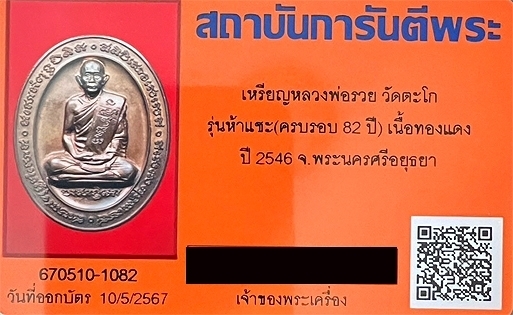 สถาบันการันตีพระ
เหรียญหลวงพ่อรวย วัดตะโก
รุ่นห้าแซะ(ครบรอบ 82 ปี) เนื้อทองแดง
ปี 2546 จ.พระนครศรีอยุธยา
670510-1082
วันที่ออกบัตร 10/5/2567
เจ้าของพระเครื่อง